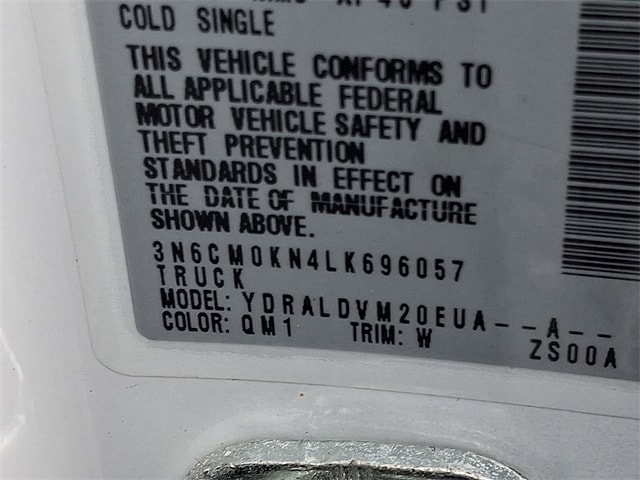 COLD SINGLE
THIS VEHICLE CONFORMS TO
ALL APPLICABLE FEDERAL
MOTOR VEHICLE SAFETY AND
THEFT PREVENTION
STANDARDS IN EFFECT ON
THE DATE OF MANUFACTURE
SHOWN ABOVE.
3N6CM0KN4LK696057
TRUCK
MODEL: YDRALDVM20EUA--A--
COLOR: QM1 TRIM: W ZS00A